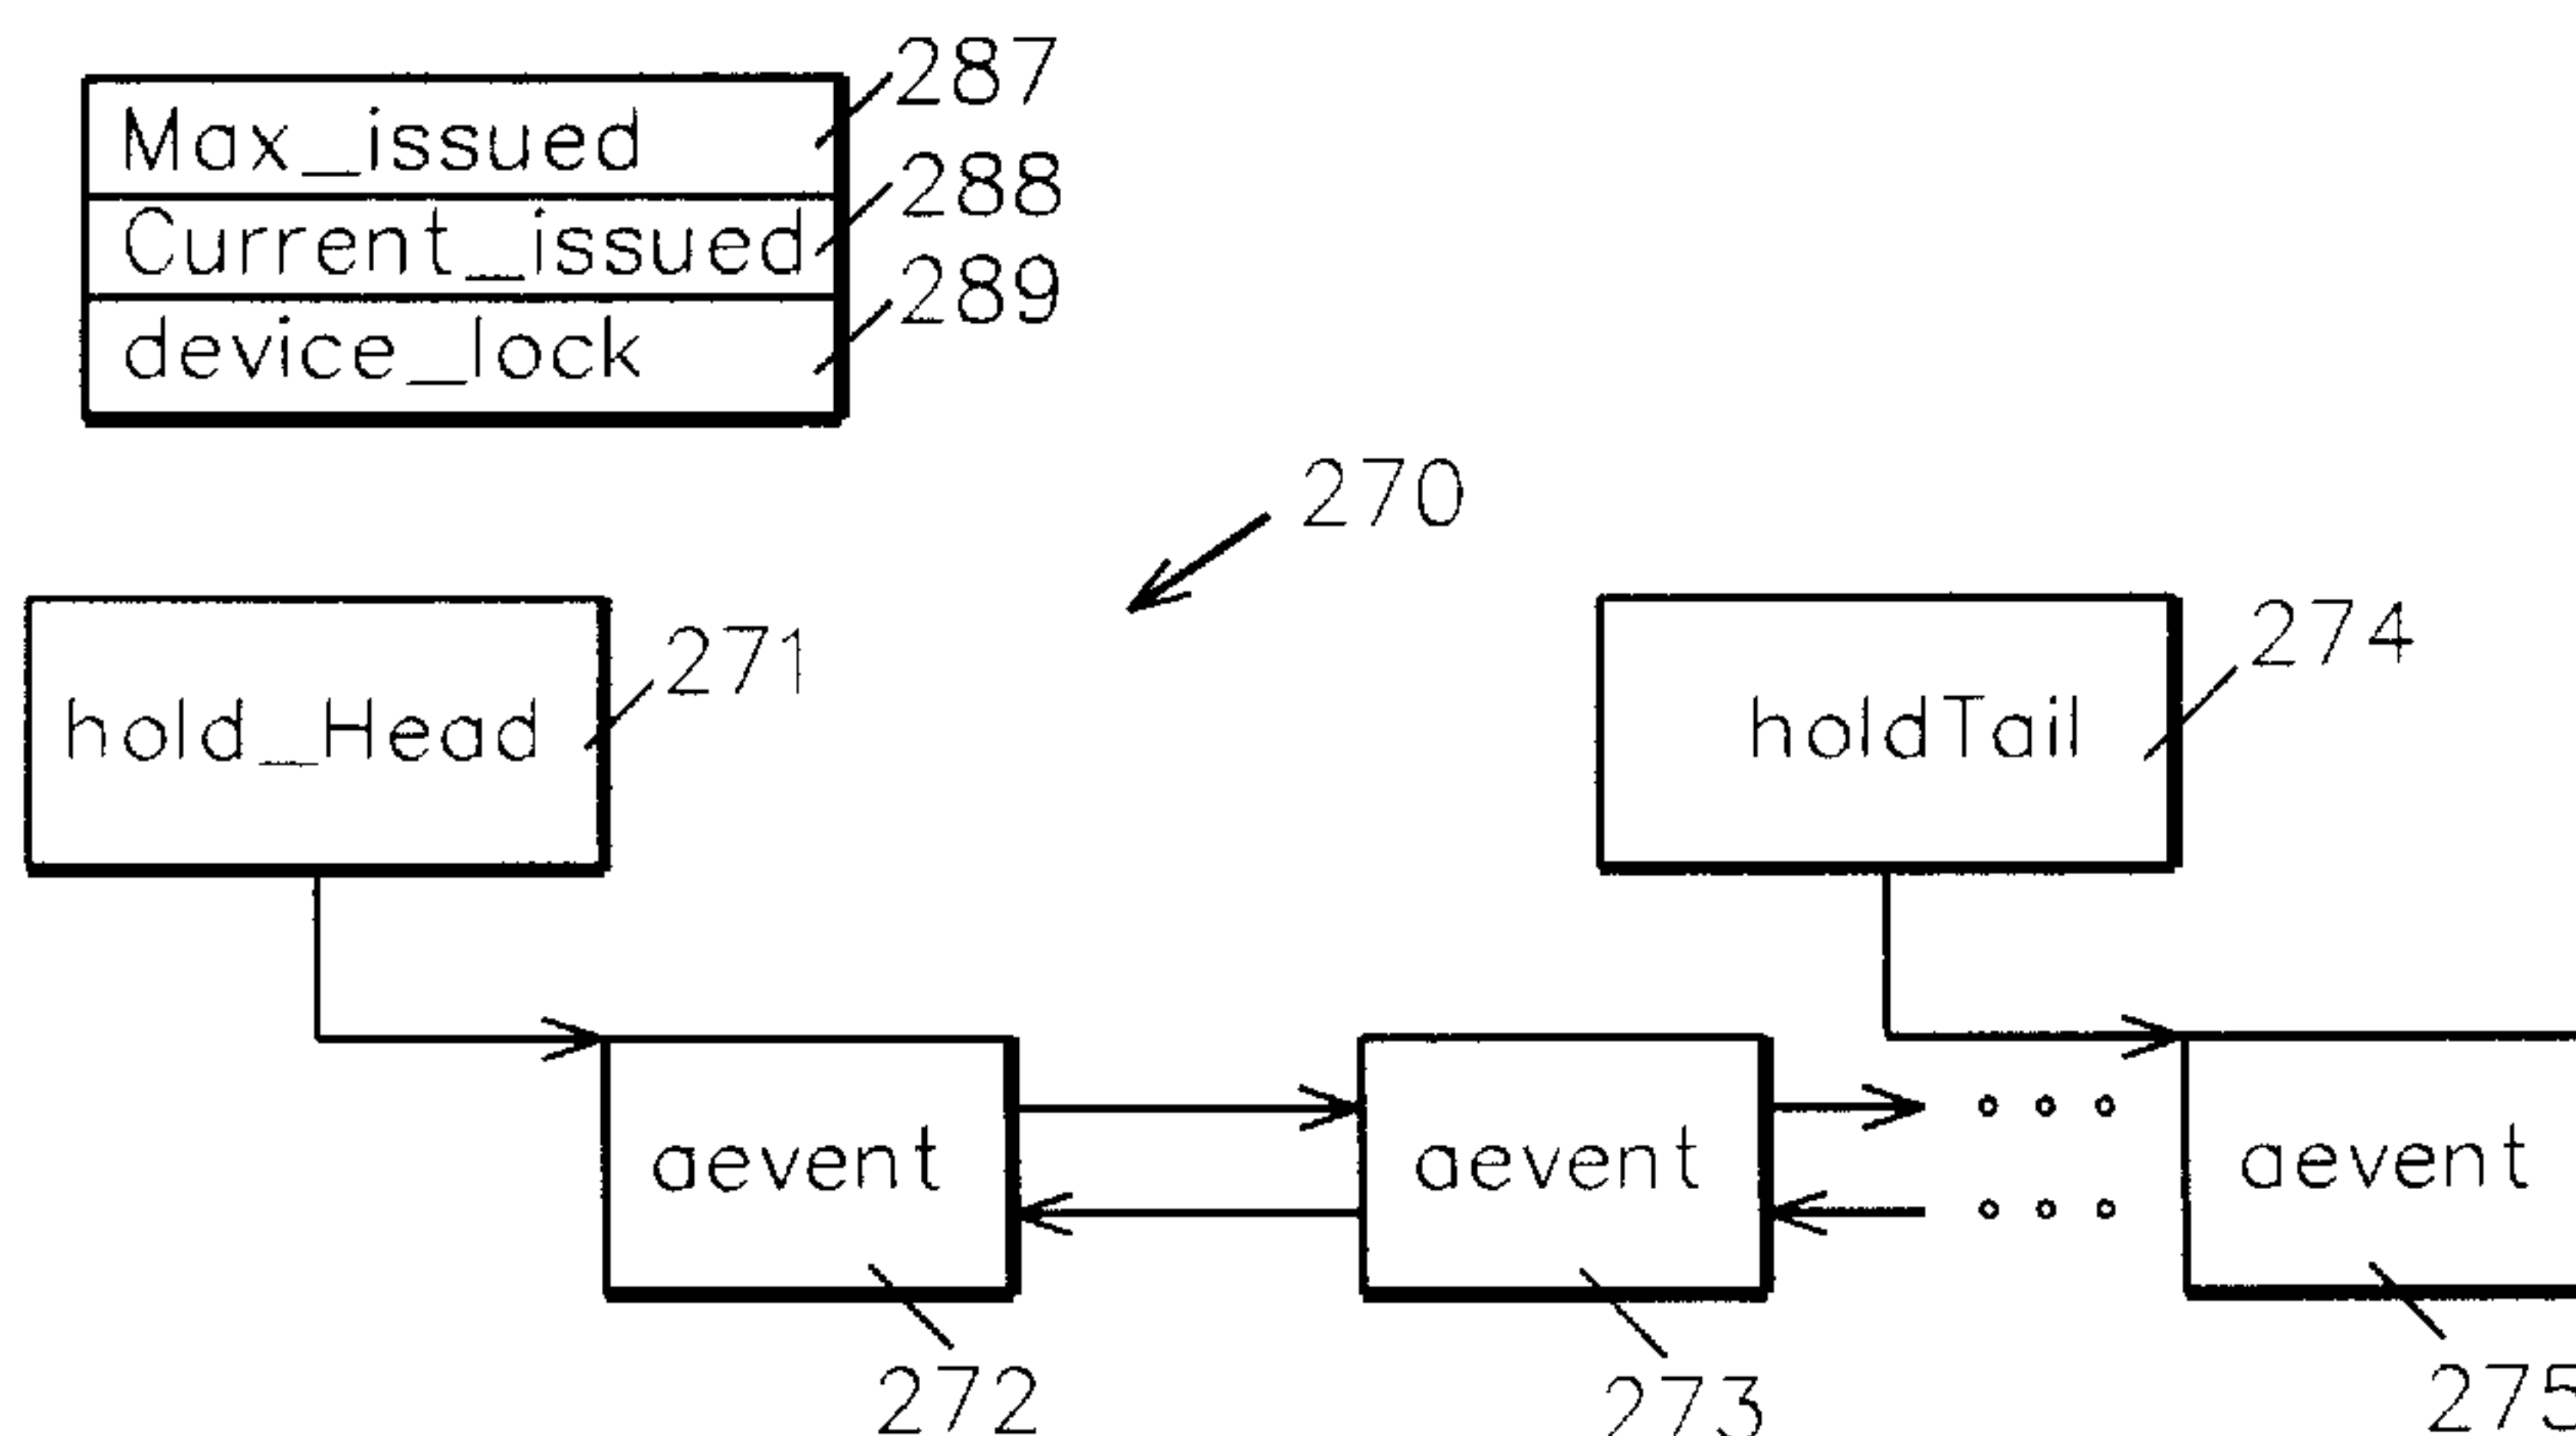 287
Max_issued
288
Current_issued
289
device_lock
270
hold_Head
271
holdTail
274
aevent
aevent
aevent
272
273
275